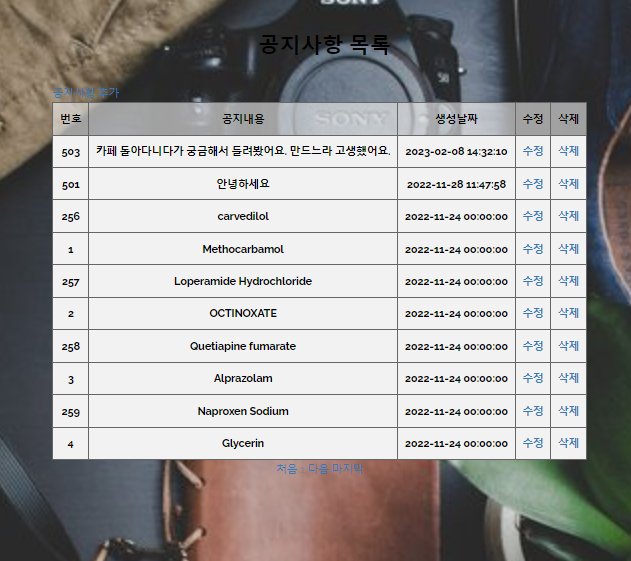 SONY
공지사항 목록
공지사항 추가
번호 공지내용 생성날짜 수정 삭제
503 카페 돌아다니다가 궁금해서 들려봤어요. 만드느라 고생했어요. 2023-02-08 14:32:10 수정 삭제
501 안녕하세요 2022-11-28 11:47:58 수정 삭제
256 carvedilol 2022-11-24 00:00:00 수정 삭제
1 Methocarbamol 2022-11-24 00:00:00 수정 삭제
257 Loperamide Hydrochloride 2022-11-24 00:00:00 수정 삭제
2 OCTINOXATE 2022-11-24 00:00:00 수정 삭제
258 Quetiapine fumarate 2022-11-24 00:00:00 수정 삭제
3 Alprazolam 2022-11-24 00:00:00 수정 삭제
259 Naproxen Sodium 2022-11-24 00:00:00 수정 삭제
4 Glycerin 2022-11-24 00:00:00 수정 삭제
처음 다음 마지막